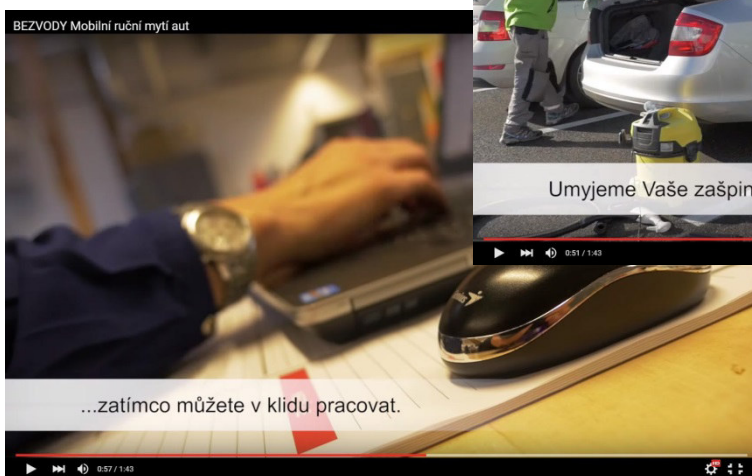 BEZVODY Mobilní ruční mytí aut
Umyjeme Vaše zašpin
0:51 / 1:43
...zatímco můžete v klidu pracovat.
0:57 / 1:43